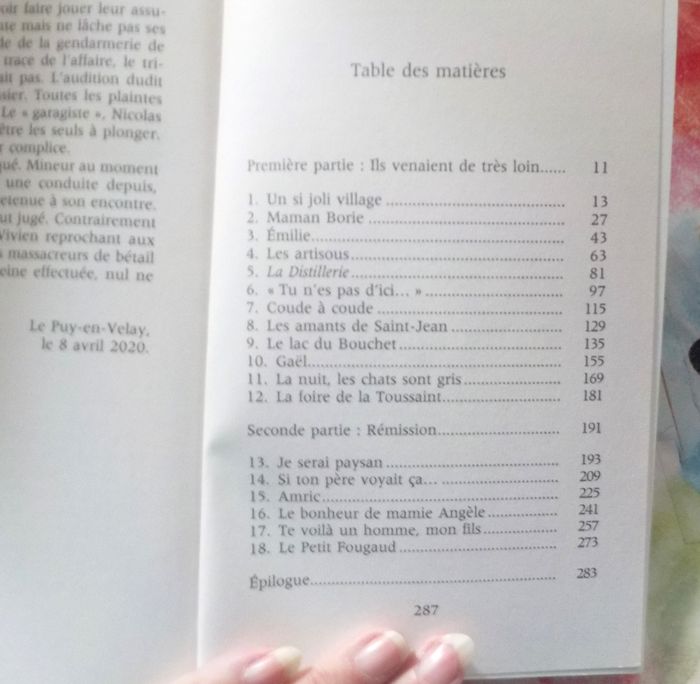 oir faire jouer leur assu-
te mais ne lâche pas ses
de de la gendarmerie de
trace de l'affaire, le tri-
ait pas. L'audition dudit
sier. Toutes les plaintes
Le « garagiste », Nicolas
être les seuls à plonger.
r complice.
qué. Mineur au moment
une conduite depuis,
etenue à son encontre.
ut jugé. Contrairement
Vivien reprochant aux
massacreurs de bétail
eine effectuée, nul ne
Le Puy-en-Velay,
le 8 avril 2020.
Table des matières
Première partie : Ils venaient de très loin...... 11
1. Un si joli village ........ 13
2. Maman Borie ........ 27
3. Émilie........ 43
4. Les artisous........ 63
5. La Distillerie........ 81
6. « Tu n'es pas d'ici... » ........ 97
7. Coude à coude ........ 115
8. Les amants de Saint-Jean ........ 129
9. Le lac du Bouchet........ 135
10. Gaël........ 155
11. La nuit, les chats sont gris ........ 169
12. La foire de la Toussaint........ 181
Seconde partie : Rémission........ 191
13. Je serai paysan ........ 193
14. Si ton père voyait ça... ........ 209
15. Amric........ 225
16. Le bonheur de mamie Angèle ........ 241
17. Te voilà un homme, mon fils........ 257
18. Le Petit Fougaud........ 273
Épilogue........ 283
287